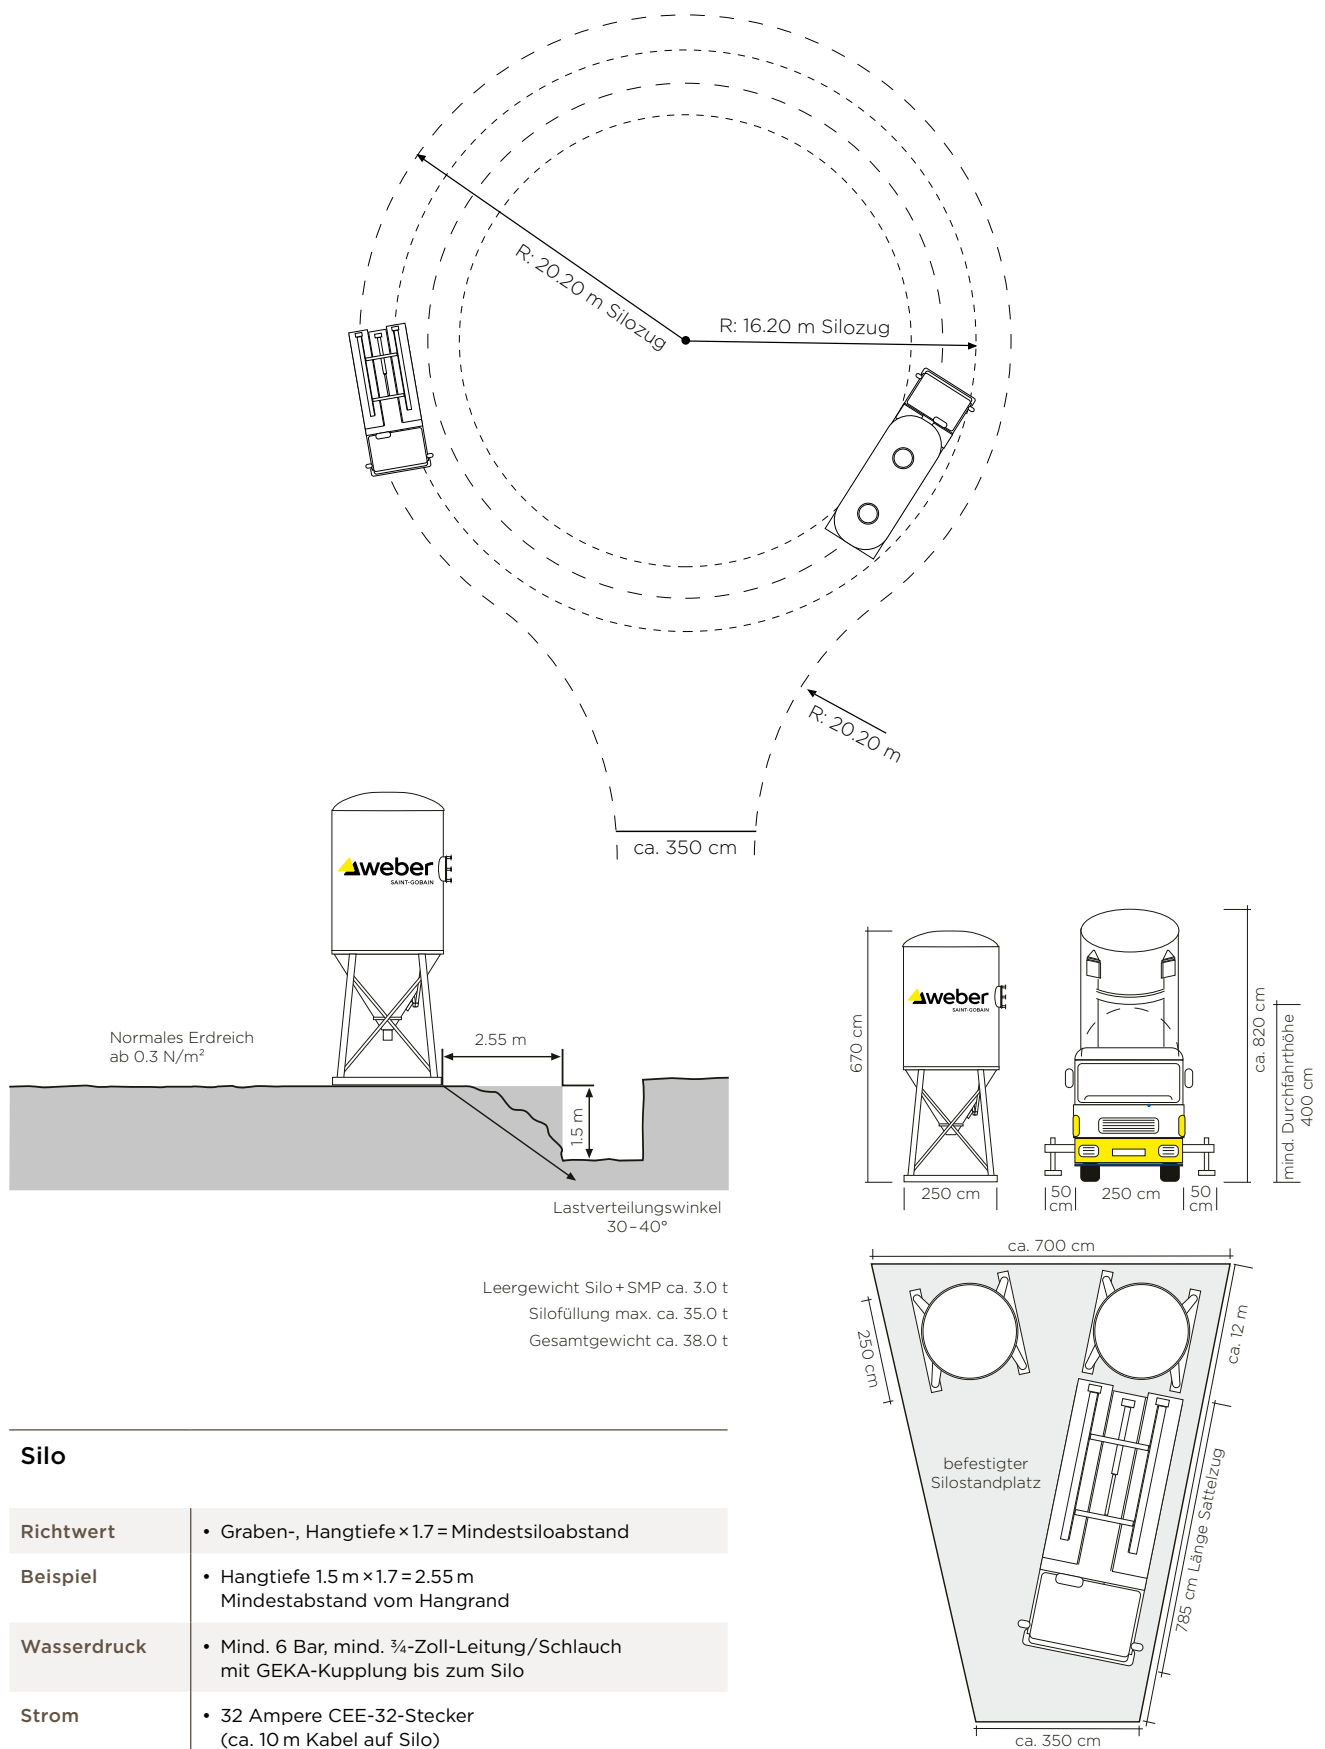 R: 20.20 m Silozug
R: 16.20 m Silozug
R: 20.20 m
ca. 350 cm
weber
SAINT-GOBAIN
Normales Erdreich
ab 0.3 N/m²
2.55 m
1.5 m
Lastverteilungswinkel
30–40°
Leergewicht Silo + SMP ca. 3.0 t
Silofüllung max. ca. 35.0 t
Gesamtgewicht ca. 38.0 t
670 cm
weber
SAINT-GOBAIN
250 cm
50
cm
250 cm
50
cm
ca. 820 cm
mind. Durchfahrthöhe
400 cm
ca. 700 cm
250 cm
ca. 12 m
befestigter
Silostandplatz
785 cm Länge Sattelzug
ca. 350 cm
Silo
Richtwert
• Graben-, Hangtiefe × 1.7 = Mindestsiloabstand
Beispiel
• Hangtiefe 1.5 m × 1.7 = 2.55 m
Mindestabstand vom Hangrand
Wasserdruck
• Mind. 6 Bar, mind. ¾-Zoll-Leitung/Schlauch
mit GEKA-Kupplung bis zum Silo
Strom
• 32 Ampere CEE-32-Stecker
(ca. 10 m Kabel auf Silo)